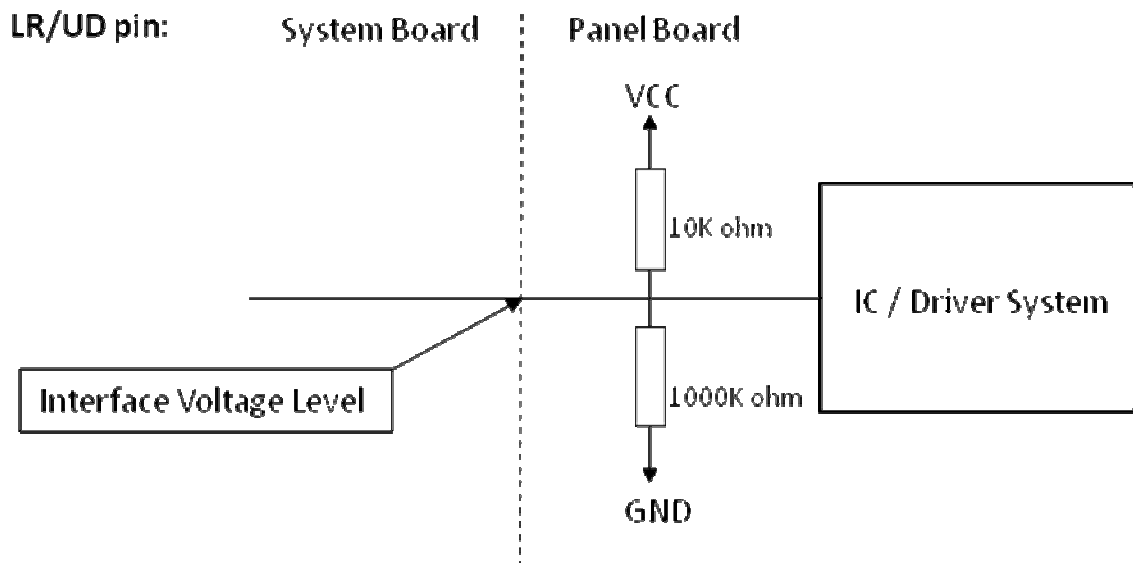 LR/UD pin:
System Board
Panel Board
VCC
10K ohm
IC / Driver System
Interface Voltage Level
1000K ohm
GND